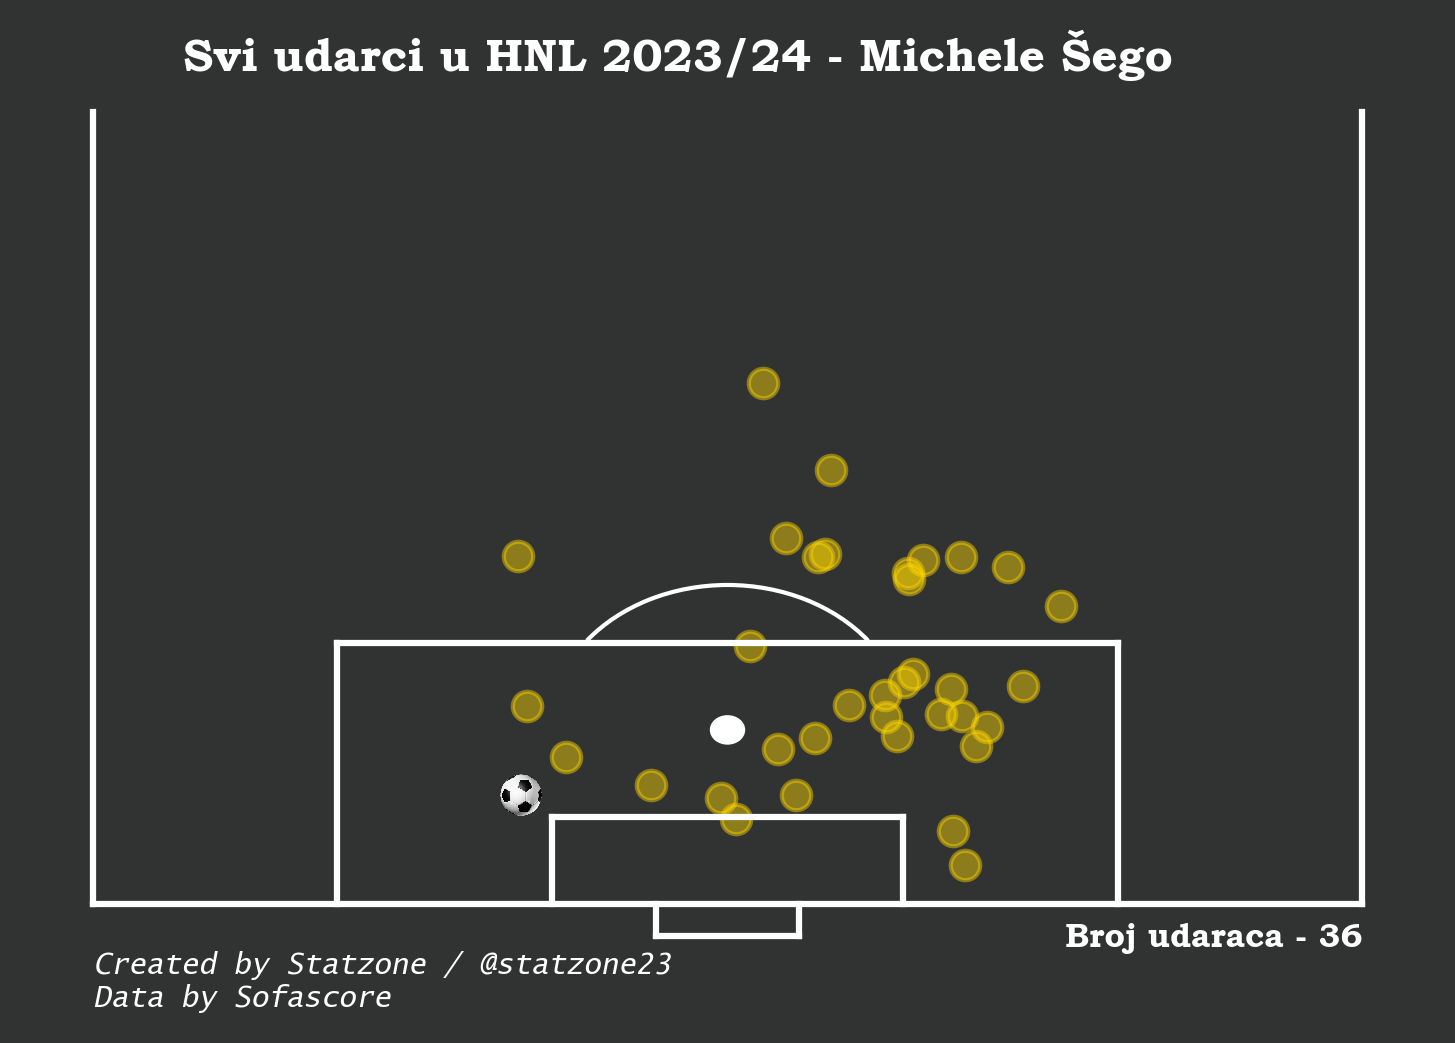 Svi udarci u HNL 2023/24 - Michele Šego
Broj udaraca - 36
Created by Statzone / @statzone23
Data by Sofascore